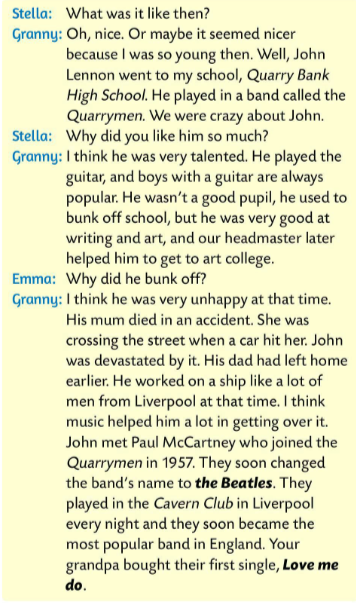 Stella: What was it like then?
Granny: Oh, nice. Or maybe it seemed nicer
because I was so young then. Well, John
Lennon went to my school, Quarry Bank
High School. He played in a band called the
Quarrymen. We were crazy about John.
Stella: Why did you like him so much?
Granny: I think he was very talented. He played the
guitar, and boys with a guitar are always
popular. He wasn't a good pupil, he used to
bunk off school, but he was very good at
writing and art, and our headmaster later
helped him to get to art college.
Emma: Why did he bunk off?
Granny: I think he was very unhappy at that time.
His mum died in an accident. She was
crossing the street when a car hit her. John
was devastated by it. His dad had left home
earlier. He worked on a ship like a lot of
men from Liverpool at that time. I think
music helped him a lot in getting over it.
John met Paul McCartney who joined the
Quarrymen in 1957. They soon changed
the band's name to the Beatles. They
played in the Cavern Club in Liverpool
every night and they soon became the
most popular band in England. Your
grandpa bought their first single, Love me
do.